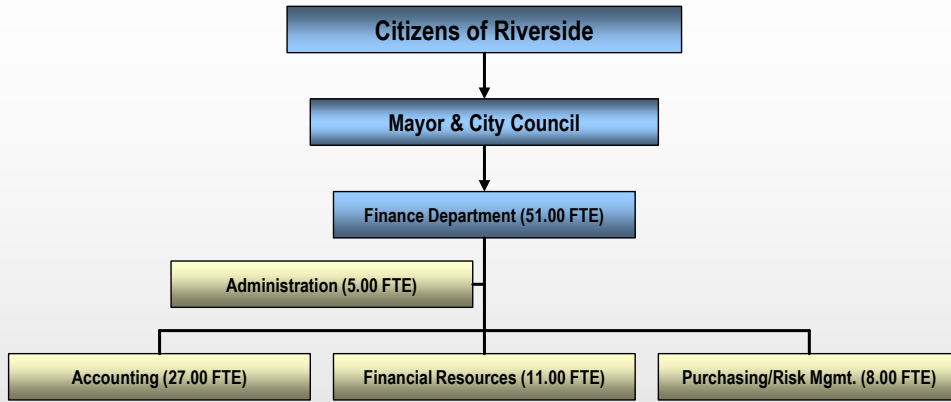 Citizens of Riverside
Mayor & City Council
Finance Department (51.00 FTE)
Administration (5.00 FTE)
Accounting (27.00 FTE)
Financial Resources (11.00 FTE)
Purchasing/Risk Mgmt. (8.00 FTE)